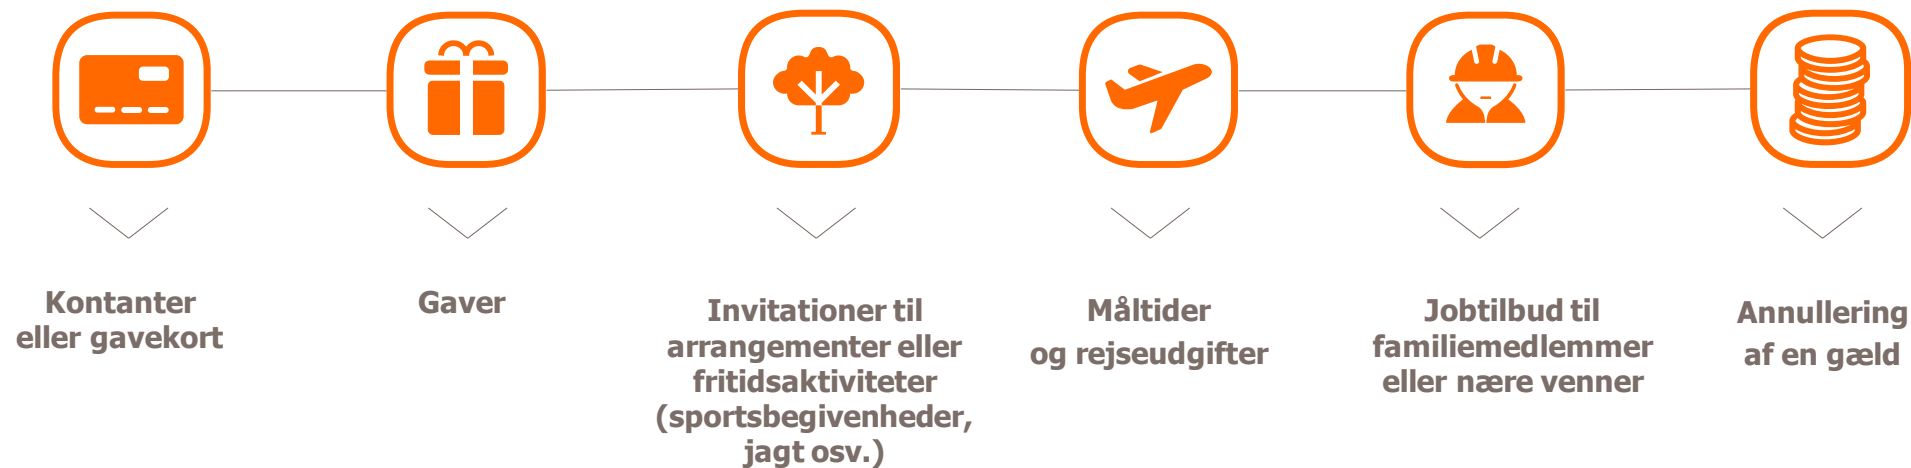 Kontanter
eller gavekort
Gaver
Invitationer til
arrangementer eller
fritidsaktiviteter
(sportsbegivenheder,
jagt osv.)
Måltider
og rejseudgifter
Jobtilbud til
familiemedlemmer
eller nære venner
Annullering
af en gæld